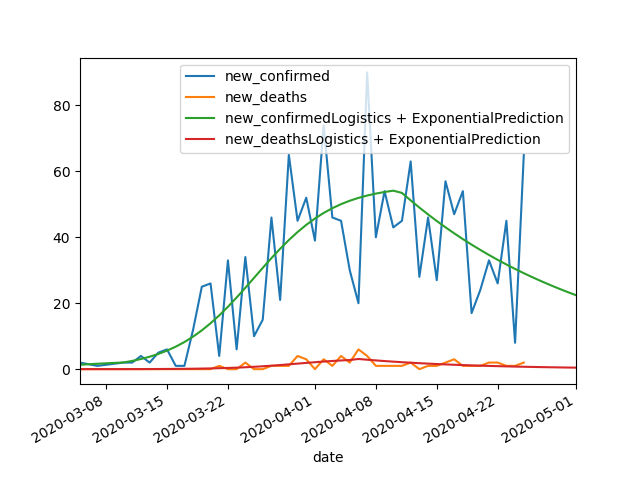 new_confirmed
new_deaths
new_confirmedLogistics + ExponentialPrediction
new_deathsLogistics + ExponentialPrediction
80
60
40
20
0
2020-03-08
2020-03-15
2020-03-22
2020-04-01
2020-04-08
2020-04-15
2020-04-22
2020-05-01
date